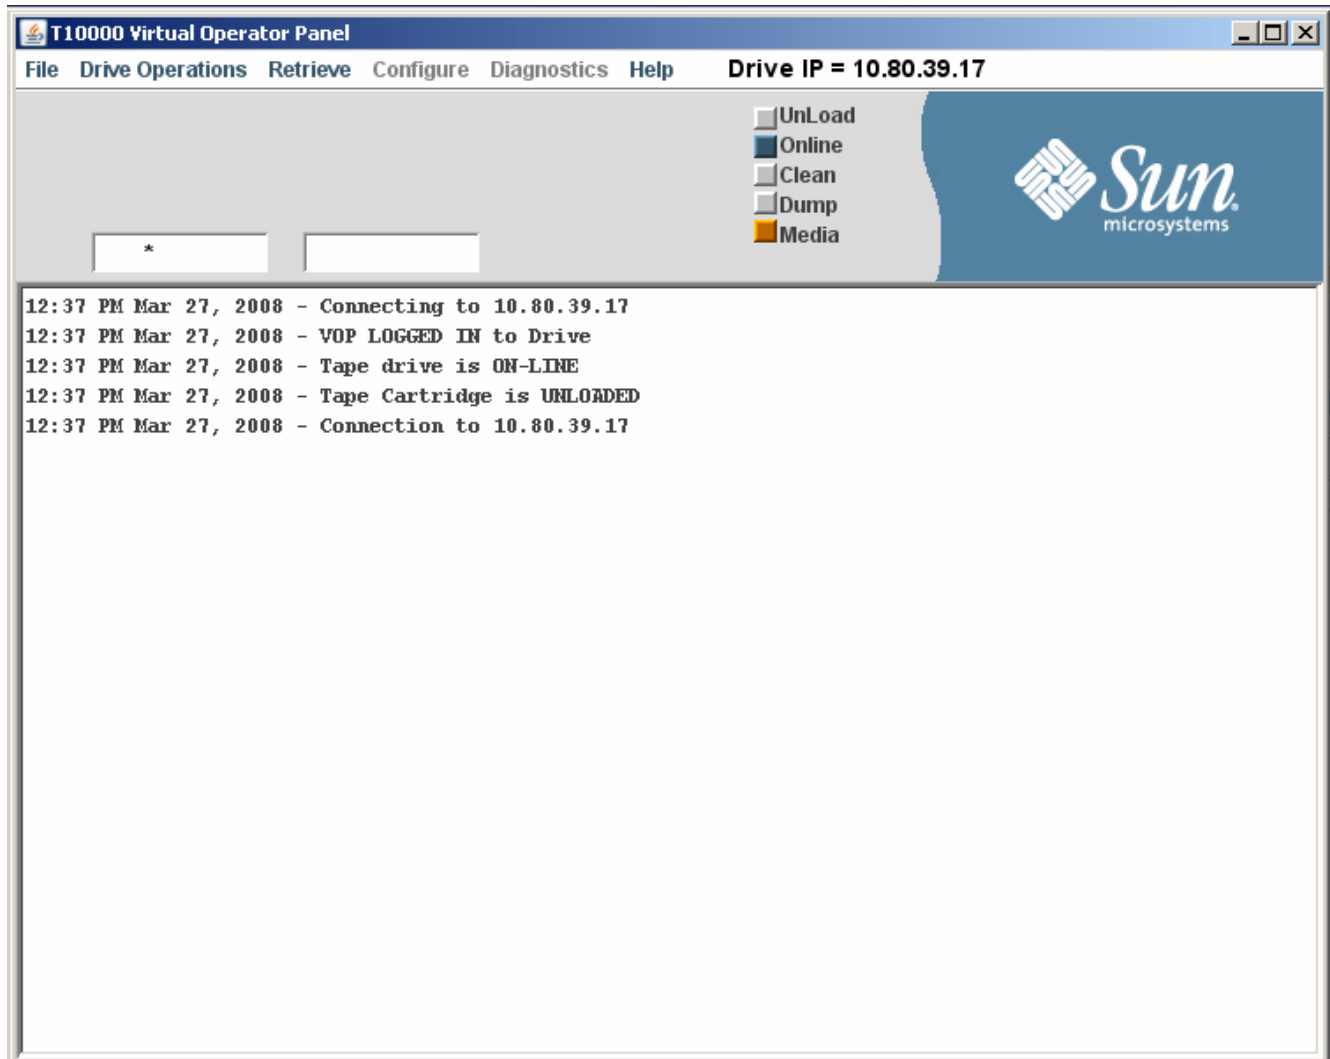 T10000 Virtual Operator Panel
File Drive Operations Retrieve Configure Diagnostics Help Drive IP = 10.80.39.17
UnLoad
Online
Clean
Dump
Media
*
Sun
microsystems
12:37 PM Mar 27, 2008 - Connecting to 10.80.39.17
12:37 PM Mar 27, 2008 - VOP LOGGED IN to Drive
12:37 PM Mar 27, 2008 - Tape drive is ON-LINE
12:37 PM Mar 27, 2008 - Tape Cartridge is UNLOADED
12:37 PM Mar 27, 2008 - Connection to 10.80.39.17